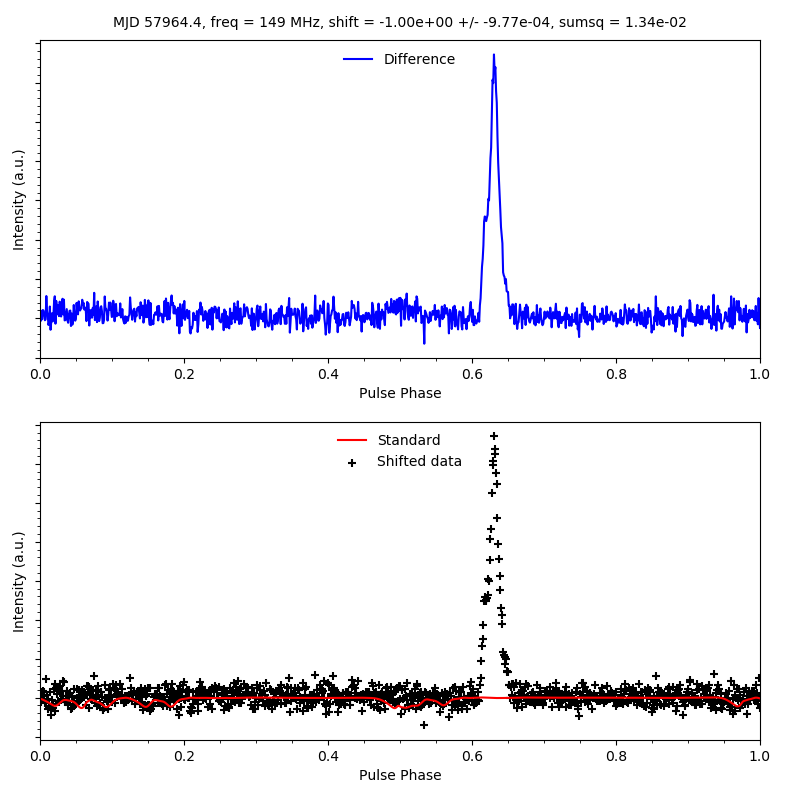 MJD 57964.4, freq = 149 MHz, shift = -1.00e+00 +/- -9.77e-04, sumsq = 1.34e-02
Difference
Intensity (a.u.)
0.0 0.2 0.4 0.6 0.8 1.0
Pulse Phase
Standard
Shifted data
Intensity (a.u.)
0.0 0.2 0.4 0.6 0.8 1.0
Pulse Phase